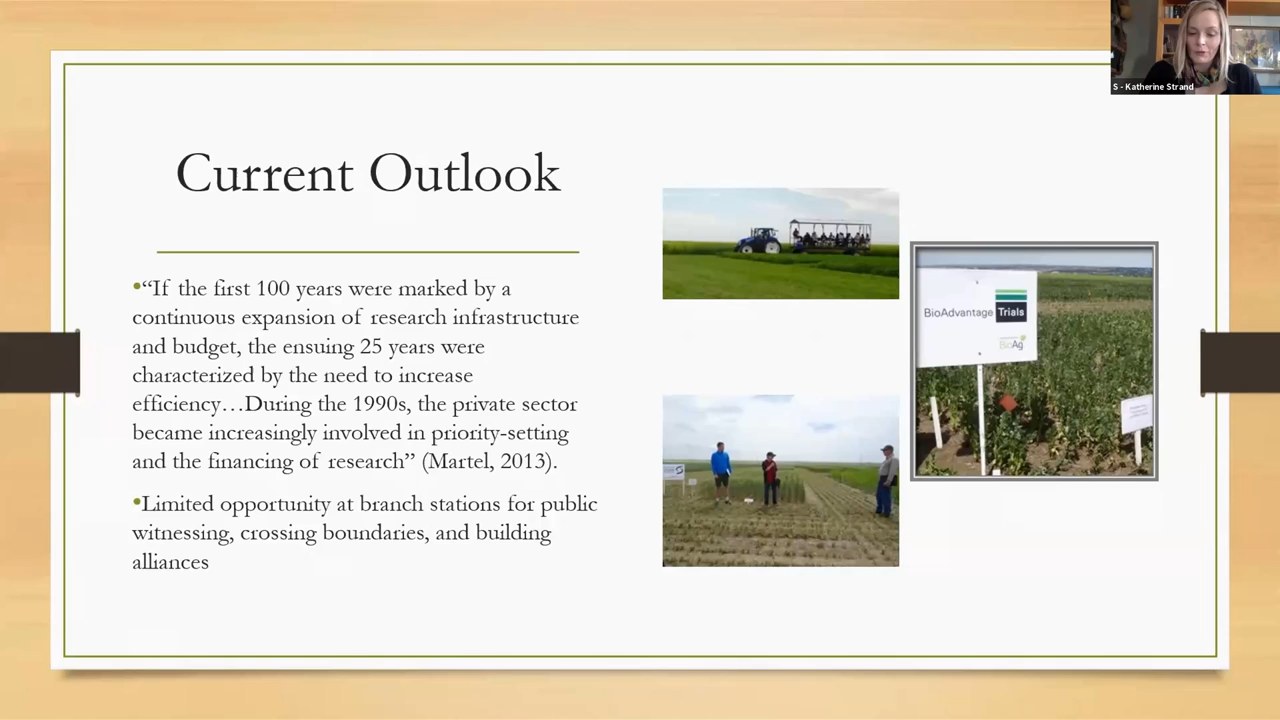 S - Katherine Strand
Current Outlook
•“If the first 100 years were marked by a
continuous expansion of research infrastructure
and budget, the ensuing 25 years were
characterized by the need to increase
efficiency…During the 1990s, the private sector
became increasingly involved in priority-setting
and the financing of research” (Martel, 2013).
•Limited opportunity at branch stations for public
witnessing, crossing boundaries, and building
alliances
BioAdvantage Trials
BioAg